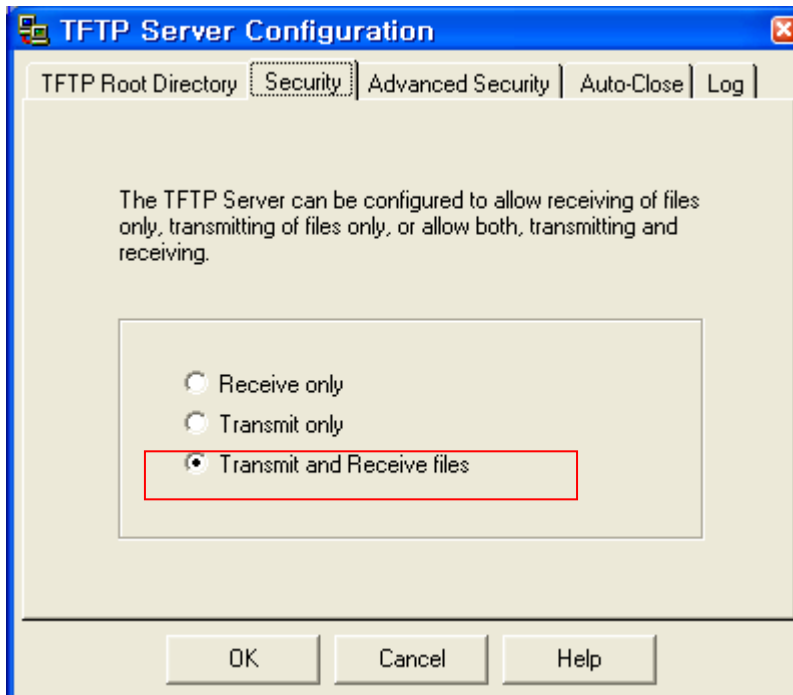 TFTP Server Configuration
TFTP Root Directory Security Advanced Security Auto-Close Log
The TFTP Server can be configured to allow receiving of files
only, transmitting of files only, or allow both, transmitting and
receiving.
Receive only
Transmit only
Transmit and Receive files
OK Cancel Help